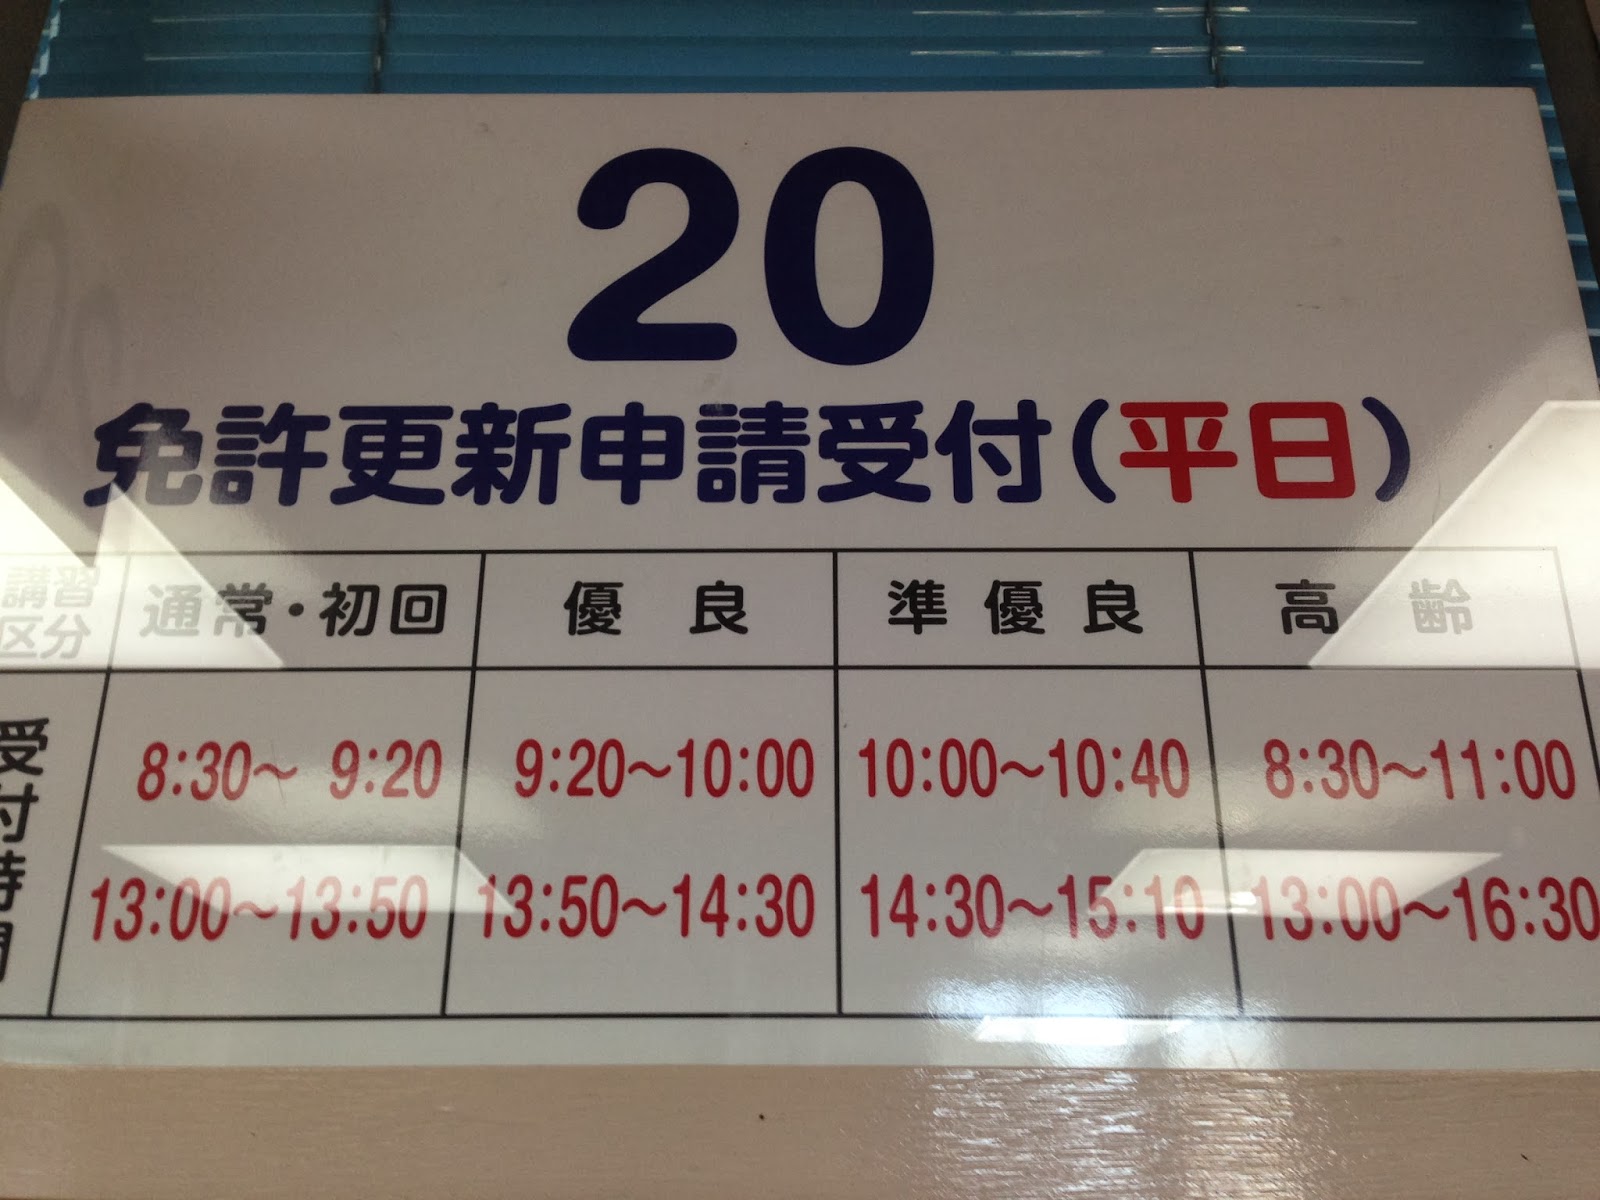 20
免許更新申請受付(平日)
講習区分 通常・初回 優良 準優良 高齢
受付時間 8:30～ 9:20 9:20～10:00 10:00～10:40 8:30～11:00
13:00～13:50 13:50～14:30 14:30～15:10 13:00～16:30